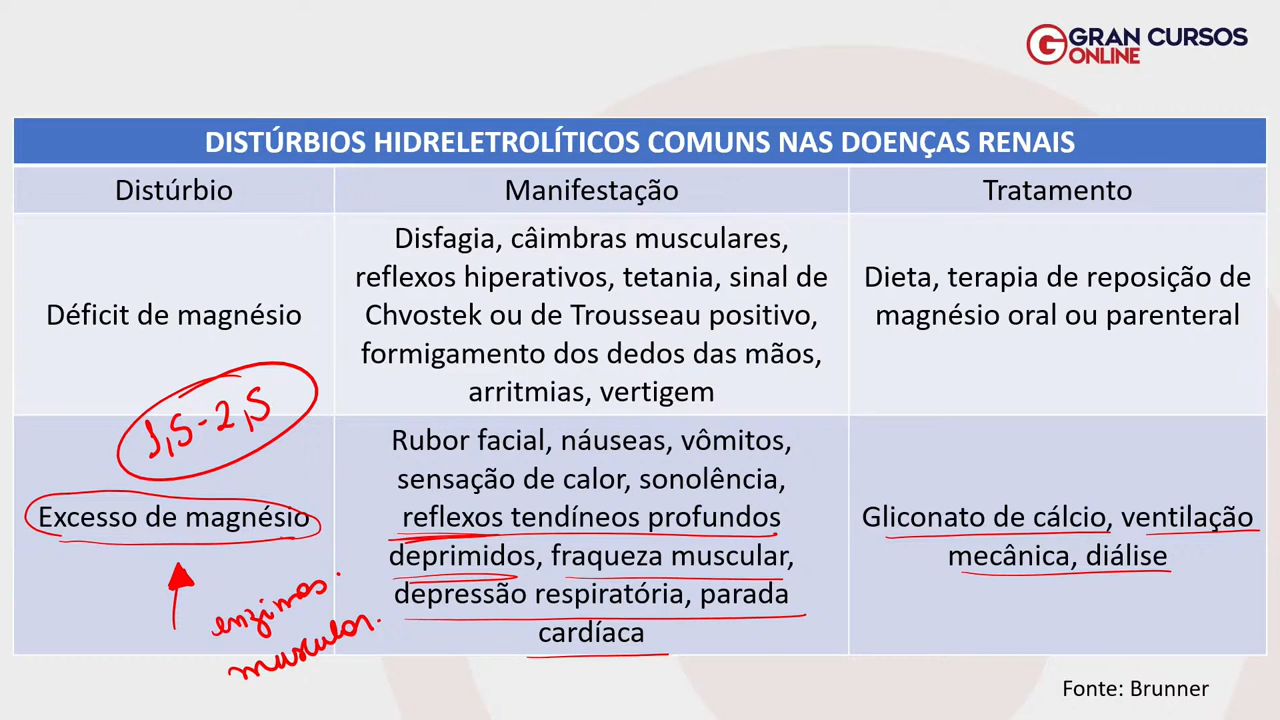 GRAN CURSOS
ONLINE
DISTÚRBIOS HIDRELETROLÍTICOS COMUNS NAS DOENÇAS RENAIS
Distúrbio
Manifestação
Tratamento
Déficit de magnésio
Disfagia, câimbras musculares,
reflexos hiperativos, tetania, sinal de
Chvostek ou de Trousseau positivo,
formigamento dos dedos das mãos,
arritmias, vertigem
Dieta, terapia de reposição de
magnésio oral ou parenteral
1,5-2,5
Excesso de magnésio
enzimas.
muscular.
Rubor facial, náuseas, vômitos,
sensação de calor, sonolência,
reflexos tendíneos profundos
deprimidos, fraqueza muscular,
depressão respiratória, parada
cardíaca
Gliconato de cálcio, ventilação
mecânica, diálise
Fonte: Brunner